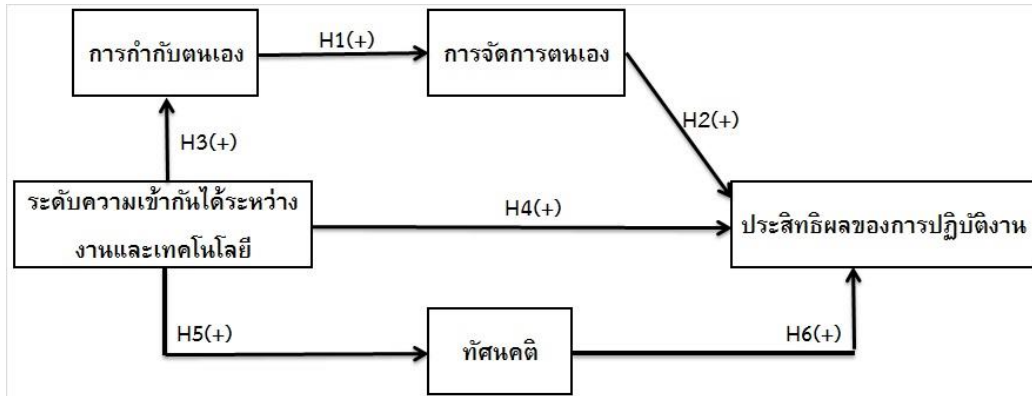 การกำกับตนเอง
H1(+)
การจัดการตนเอง
H2(+)
H3(+)
ระดับความเข้ากันได้ระหว่าง
งานและเทคโนโลยี
H4(+)
ประสิทธิผลของการปฏิบัติงาน
H5(+)
ทัศนคติ
H6(+)